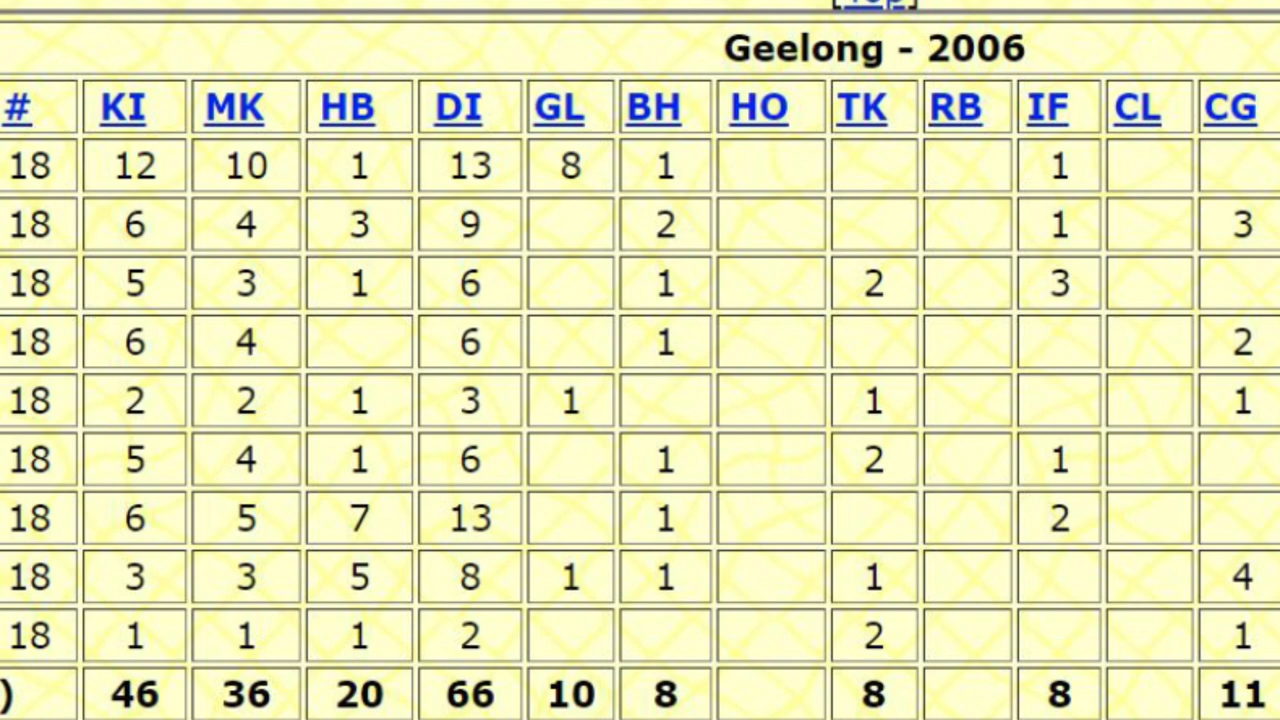 [Top]
Geelong - 2006
# KI MK HB DI GL BH HO TK RB IF CL CG
18 12 10 1 13 8 1 1
18 6 4 3 9 2 1 3
18 5 3 1 6 1 2 3
18 6 4 6 1 2
18 2 2 1 3 1 1 1
18 5 4 1 6 1 2 1
18 6 5 7 13 1 2
18 3 3 5 8 1 1 1 4
18 1 1 1 2 2 1
) 46 36 20 66 10 8 8 8 11